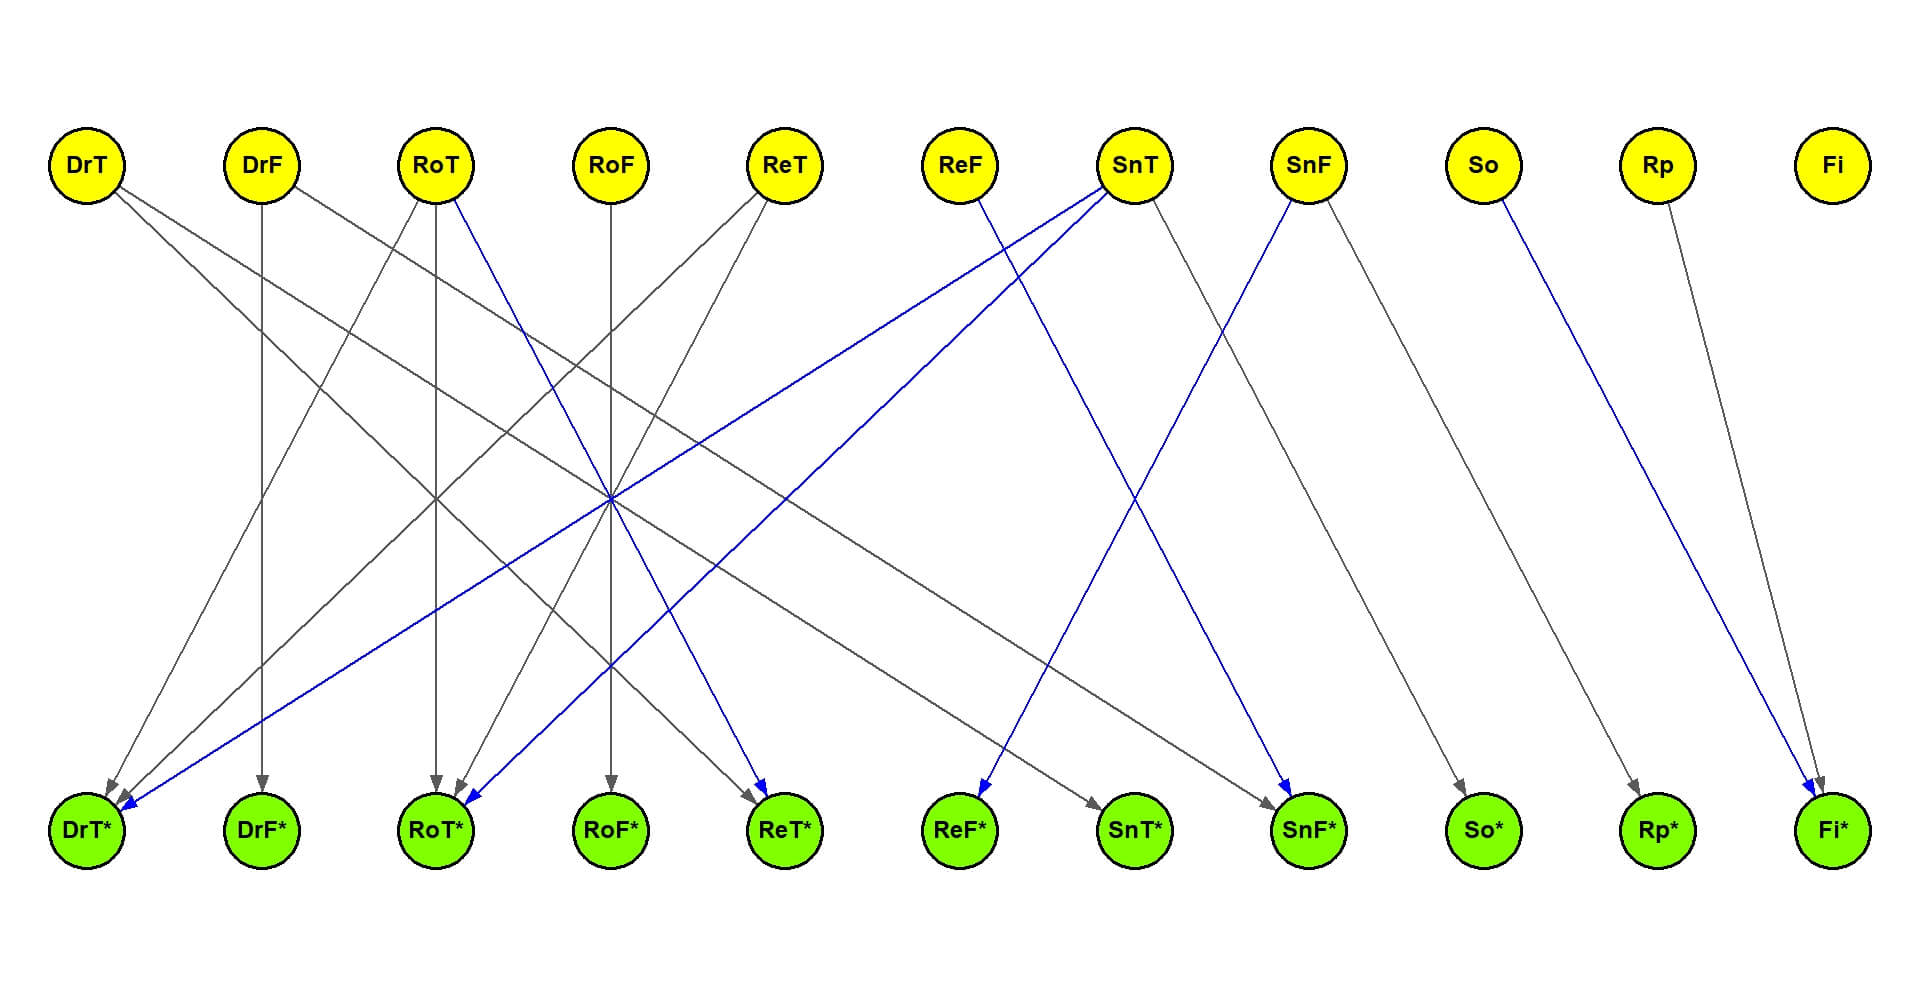 DrT DrF RoT RoF ReT ReF SnT SnF So Rp Fi
DrT* DrF* RoT* RoF* ReT* ReF* SnT* SnF* So* Rp* Fi*